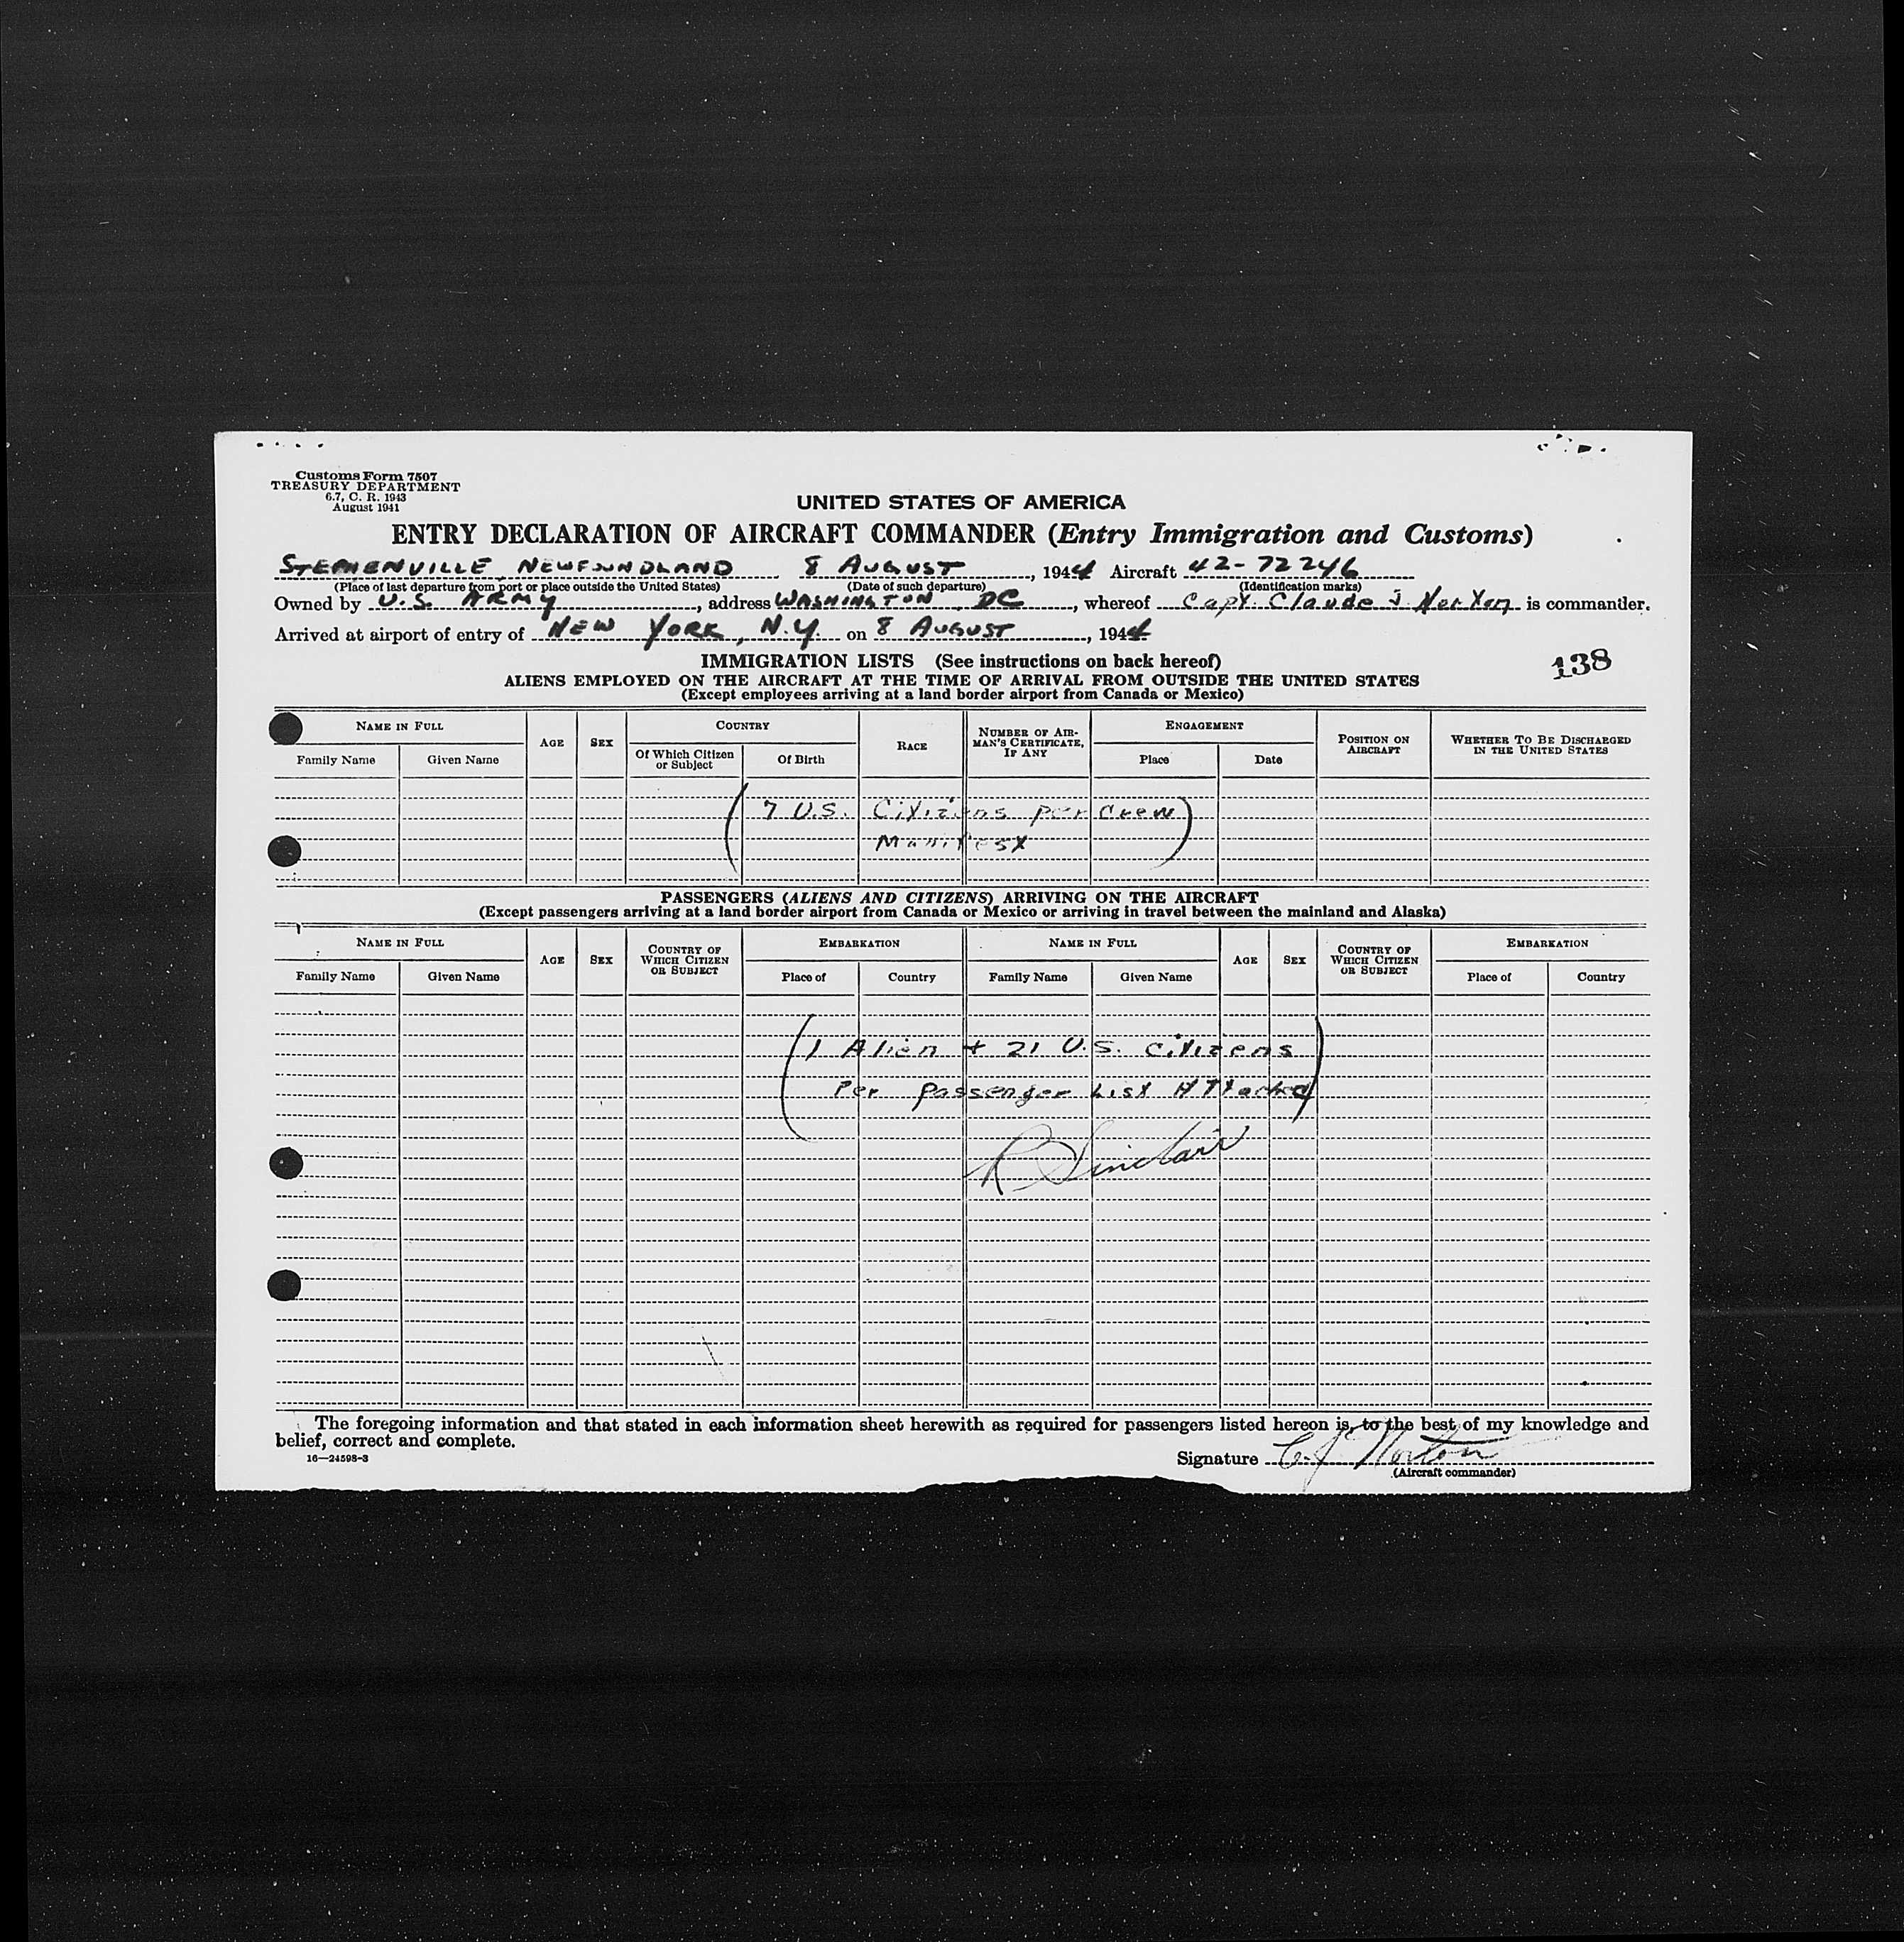 Customs Form 7507
TREASURY DEPARTMENT
6.7, C. R. 1943
August 1941
UNITED STATES OF AMERICA
ENTRY DECLARATION OF AIRCRAFT COMMANDER (Entry Immigration and Customs)
STEPHENVILLE, NEWFOUNDLAND 8 AUGUST, 1944 Aircraft 42-72246
(Place of last departure from port or place outside the United States) (Date of such departure) (Identification marks)
Owned by U.S. ARMY, address WASHINGTON, DC, whereof Capt. Claude J Norton is commander.
Arrived at airport of entry of NEW YORK, N.Y. on 8 AUGUST, 1944
138
IMMIGRATION LISTS (See instructions on back hereof)
ALIENS EMPLOYED ON THE AIRCRAFT AT THE TIME OF ARRIVAL FROM OUTSIDE THE UNITED STATES
(Except employees arriving at a land border airport from Canada or Mexico)
NAME IN FULL AGE SEX COUNTRY RACE NUMBER OF AIRMAN'S CERTIFICATE, IF ANY ENGAGEMENT POSITION ON AIRCRAFT WHETHER TO BE DISCHARGED IN THE UNITED STATES
Family Name Given Name Of Which Citizen or Subject Of Birth Place Date
(7 U.S. Citizens per Crew
Manifest)
PASSENGERS (ALIENS AND CITIZENS) ARRIVING ON THE AIRCRAFT
(Except passengers arriving at a land border airport from Canada or Mexico or arriving in travel between the mainland and Alaska)
NAME IN FULL AGE SEX COUNTRY OF WHICH CITIZEN OR SUBJECT EMBARKATION NAME IN FULL AGE SEX COUNTRY OF WHICH CITIZEN OR SUBJECT EMBARKATION
Family Name Given Name Place of Country Family Name Given Name Place of Country
(1 Alien + 21 U.S. Citizens
Per Passenger List Attached)
R Sinclair
The foregoing information and that stated in each information sheet herewith as required for passengers listed hereon is, to the best of my knowledge and
belief, correct and complete.
16—24598-3
Signature C. J. Norton
(Aircraft commander)